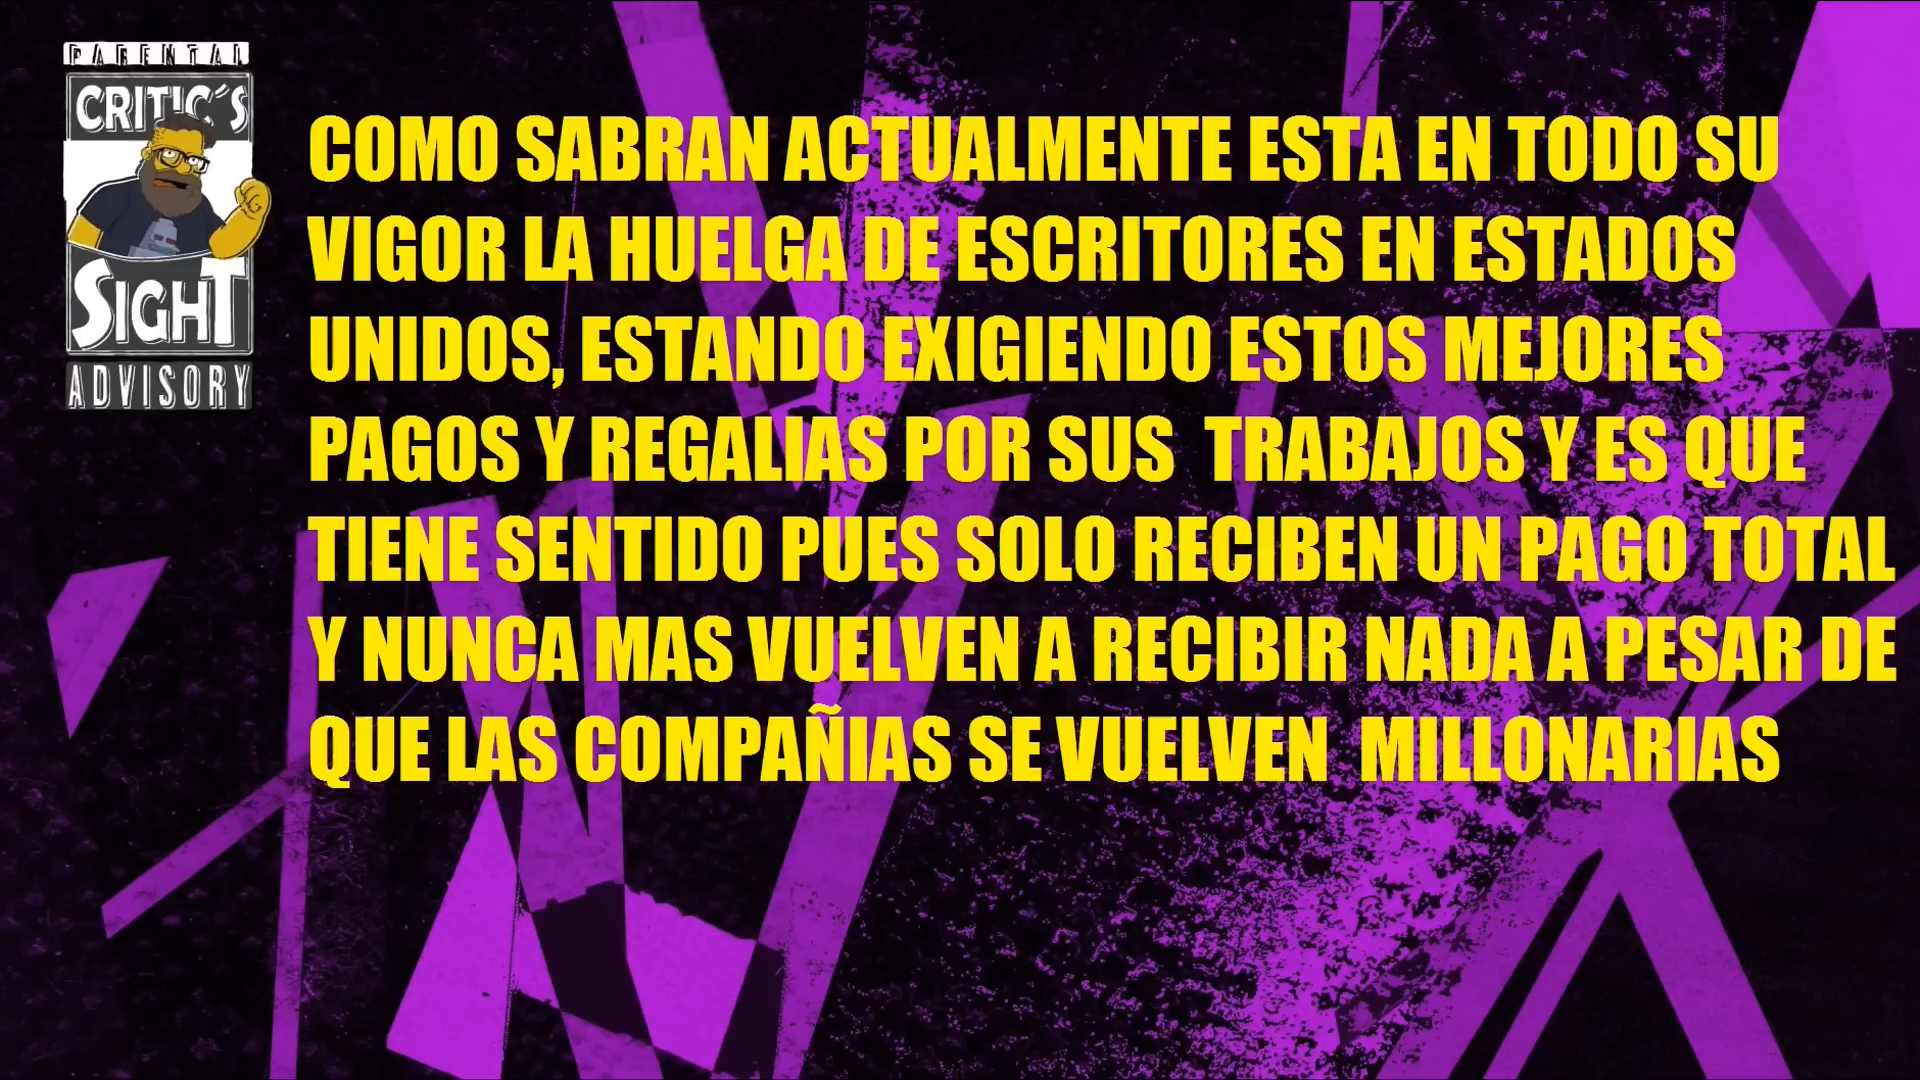 PARENTAL
CRITIC´S
SIGHT
ADVISORY
COMO SABRAN ACTUALMENTE ESTA EN TODO SU
VIGOR LA HUELGA DE ESCRITORES EN ESTADOS
UNIDOS, ESTANDO EXIGIENDO ESTOS MEJORES
PAGOS Y REGALIAS POR SUS  TRABAJOS Y ES QUE
TIENE SENTIDO PUES SOLO RECIBEN UN PAGO TOTAL
Y NUNCA MAS VUELVEN A RECIBIR NADA A PESAR DE
QUE LAS COMPAÑIAS SE VUELVEN  MILLONARIAS